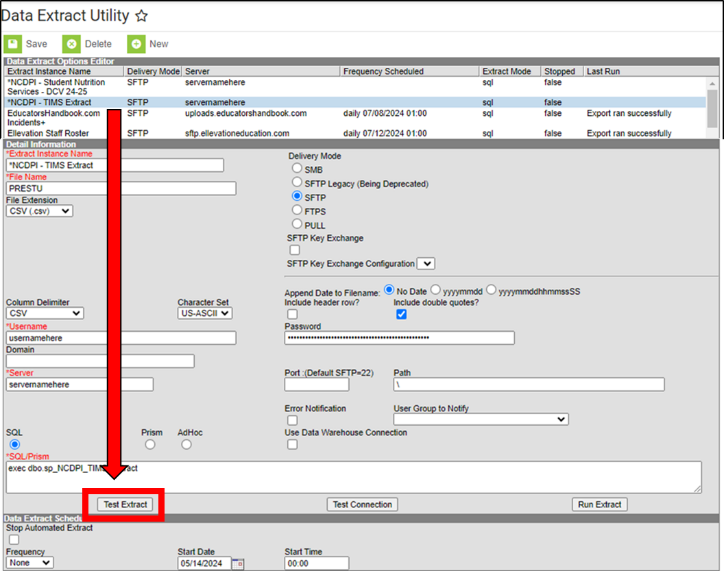 Data Extract Utility
Save Delete New
Data Extract Options Editor
Extract Instance Name Delivery Mode Server Frequency Scheduled Extract Mode Stopped Last Run
*NCDPI - Student Nutrition SFTP servernamehere sql false
Services - DCV 24-25
*NCDPI - TIMS Extract SFTP servernamehere sql false
EducatorsHandbook.com SFTP uploads.educatorshandbook.com daily 07/08/2024 01:00 sql false Export ran successfully
Incidents+
Ellevation Staff Roster SFTP sftp.ellevationeducation.com daily 07/12/2024 01:00 sql false Export ran successfully
Detail Information
*Extract Instance Name
*NCDPI - TIMS Extract
*File Name
PRESTU
File Extension
CSV (.csv)
Delivery Mode
SMB
SFTP Legacy (Being Deprecated)
SFTP
FTPS
PULL
SFTP Key Exchange
SFTP Key Exchange Configuration
Append Date to Filename: No Date yyyymmdd yyyymmddhhmmssSS
Column Delimiter Character Set Include header row? Include double quotes?
CSV US-ASCII
*Username Password
usernamehere
Domain
*Server Port :(Default SFTP=22) Path
servernamehere \
Error Notification User Group to Notify
SQL Prism AdHoc Use Data Warehouse Connection
*SQL/Prism
exec dbo.sp_NCDPI_TIMS
Test Extract Test Connection Run Extract
Data Extract
Stop Automated Extract
Frequency Start Date Start Time
None 05/14/2024 00:00